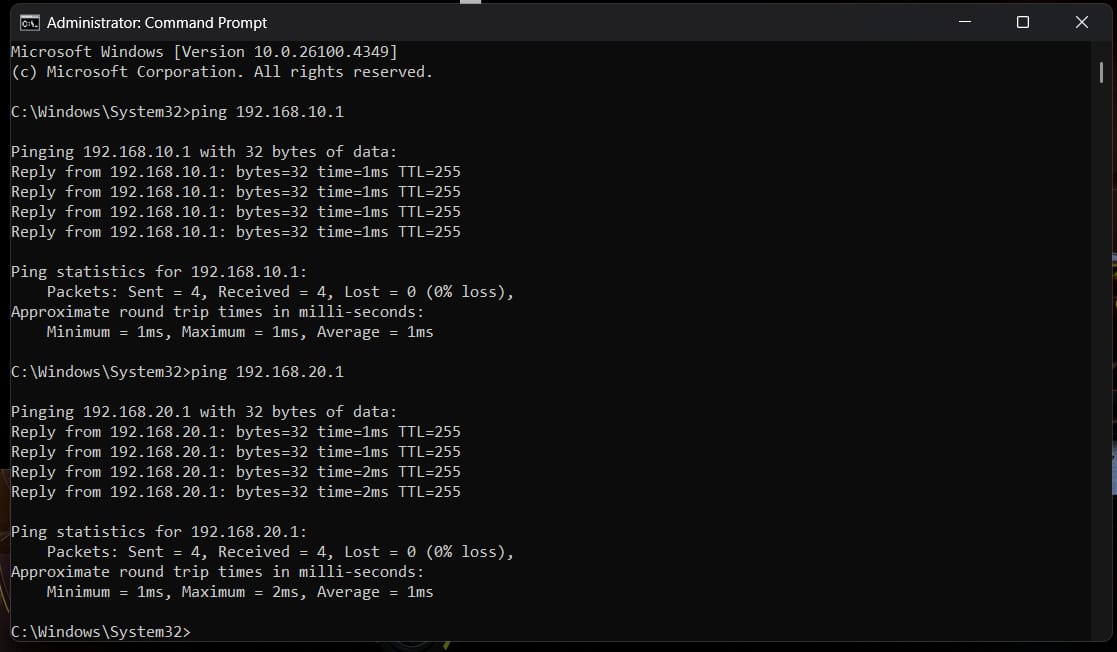 Administrator: Command Prompt
Microsoft Windows [Version 10.0.26100.4349]
(c) Microsoft Corporation. All rights reserved.
C:\Windows\System32>ping 192.168.10.1
Pinging 192.168.10.1 with 32 bytes of data:
Reply from 192.168.10.1: bytes=32 time=1ms TTL=255
Reply from 192.168.10.1: bytes=32 time=1ms TTL=255
Reply from 192.168.10.1: bytes=32 time=1ms TTL=255
Reply from 192.168.10.1: bytes=32 time=1ms TTL=255
Ping statistics for 192.168.10.1:
    Packets: Sent = 4, Received = 4, Lost = 0 (0% loss),
Approximate round trip times in milli-seconds:
    Minimum = 1ms, Maximum = 1ms, Average = 1ms
C:\Windows\System32>ping 192.168.20.1
Pinging 192.168.20.1 with 32 bytes of data:
Reply from 192.168.20.1: bytes=32 time=1ms TTL=255
Reply from 192.168.20.1: bytes=32 time=1ms TTL=255
Reply from 192.168.20.1: bytes=32 time=2ms TTL=255
Reply from 192.168.20.1: bytes=32 time=2ms TTL=255
Ping statistics for 192.168.20.1:
    Packets: Sent = 4, Received = 4, Lost = 0 (0% loss),
Approximate round trip times in milli-seconds:
    Minimum = 1ms, Maximum = 2ms, Average = 1ms
C:\Windows\System32>